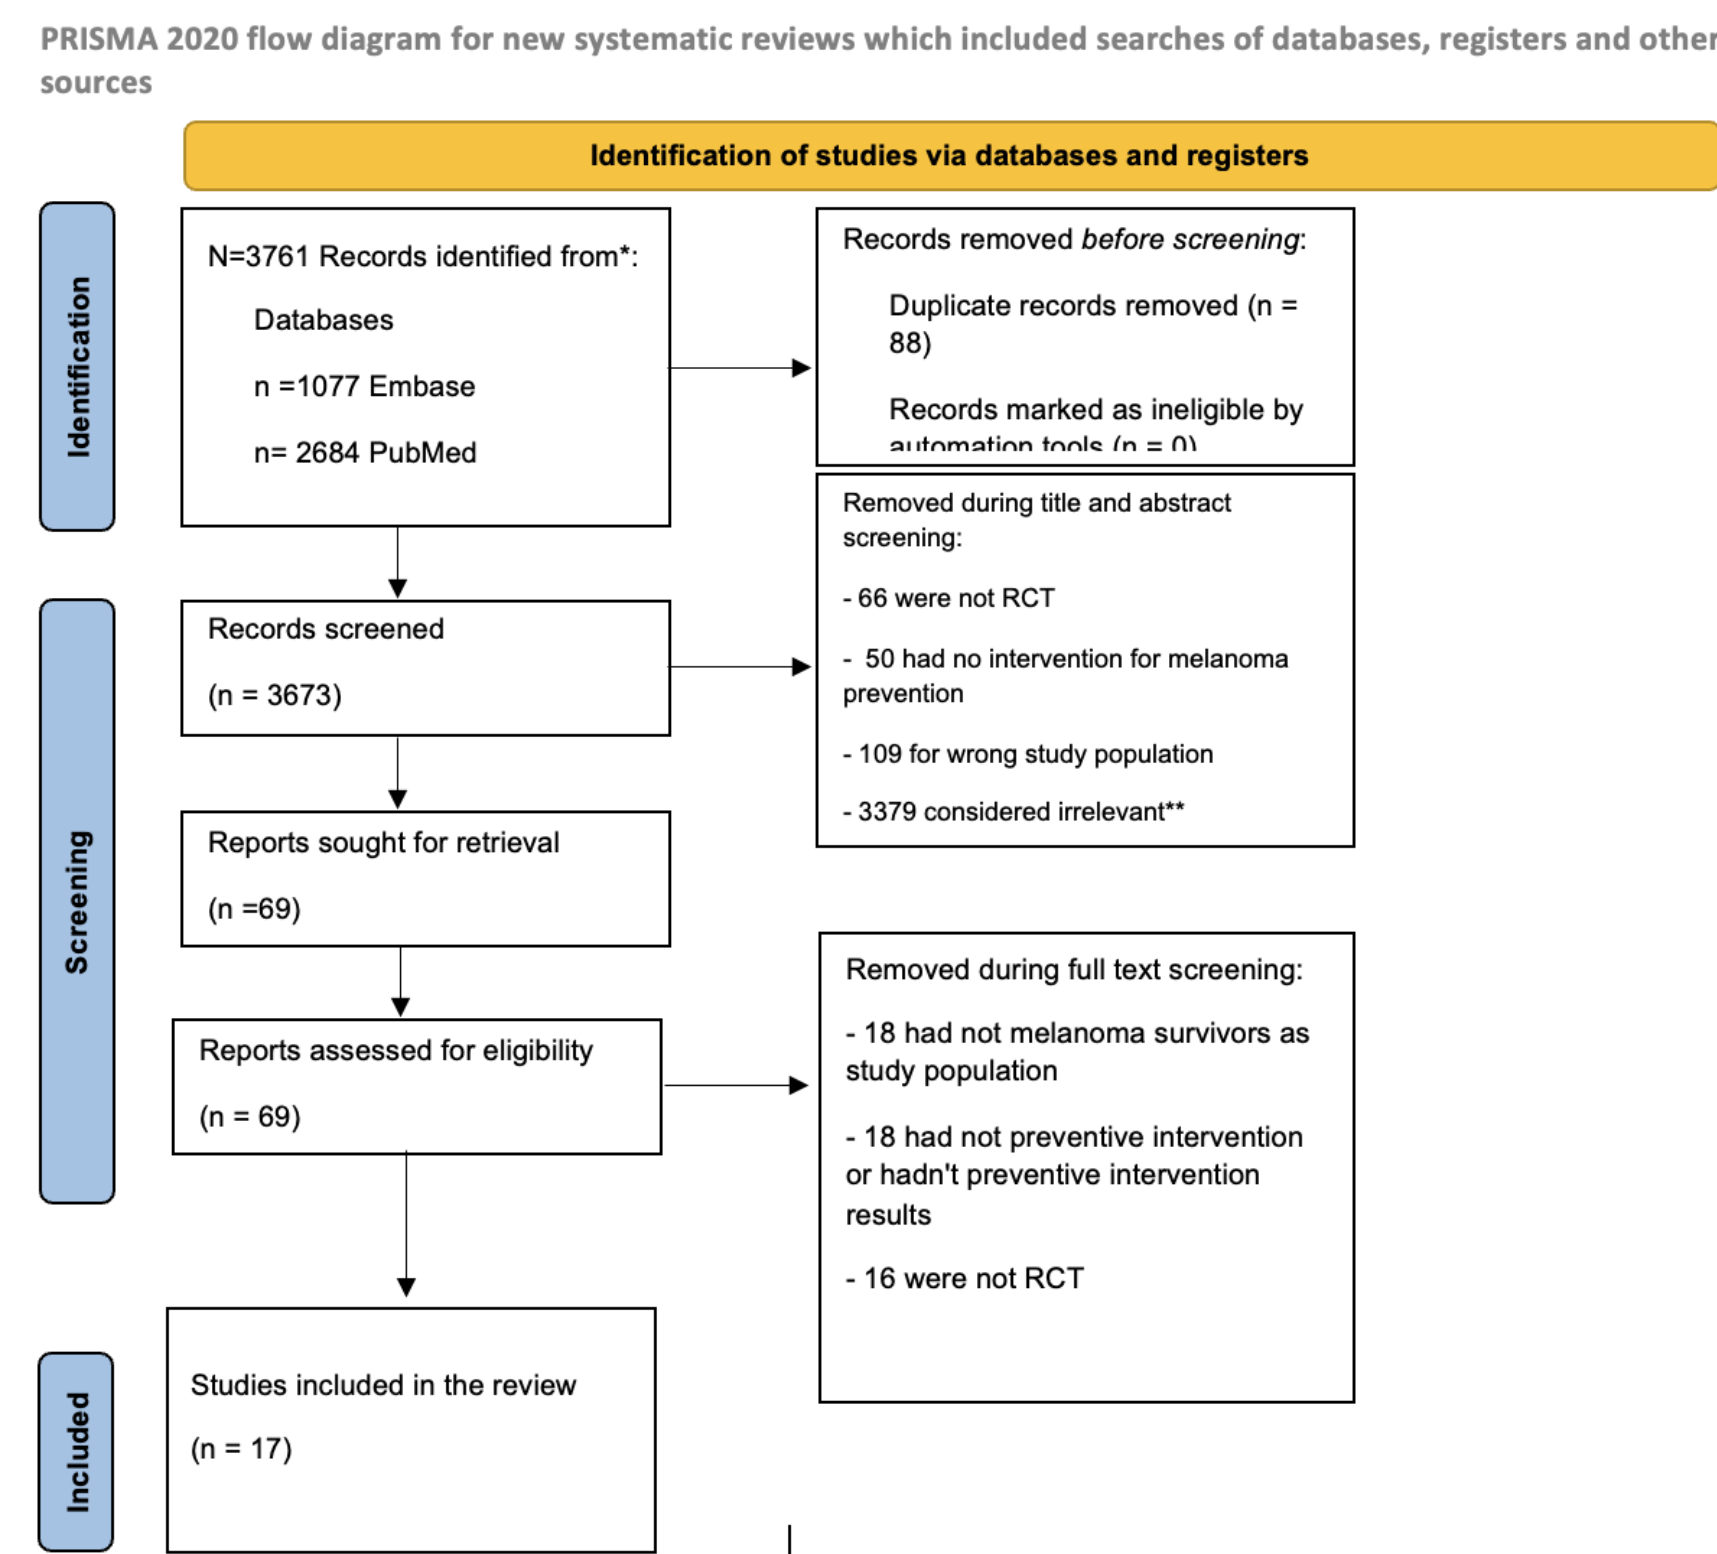 PRISMA 2020 flow diagram for new systematic reviews which included searches of databases, registers and other
sources
Identification of studies via databases and registers
Identification
N=3761 Records identified from*:
Databases
n =1077 Embase
n= 2684 PubMed
Records removed before screening:
Duplicate records removed (n =
88)
Records marked as ineligible by
automation tools (n = 0)
Removed during title and abstract
screening:
- 66 were not RCT
- 50 had no intervention for melanoma
prevention
- 109 for wrong study population
- 3379 considered irrelevant**
Screening
Records screened
(n = 3673)
Reports sought for retrieval
(n =69)
Reports assessed for eligibility
(n = 69)
Removed during full text screening:
- 18 had not melanoma survivors as
study population
- 18 had not preventive intervention
or hadn't preventive intervention
results
- 16 were not RCT
Included
Studies included in the review
(n = 17)